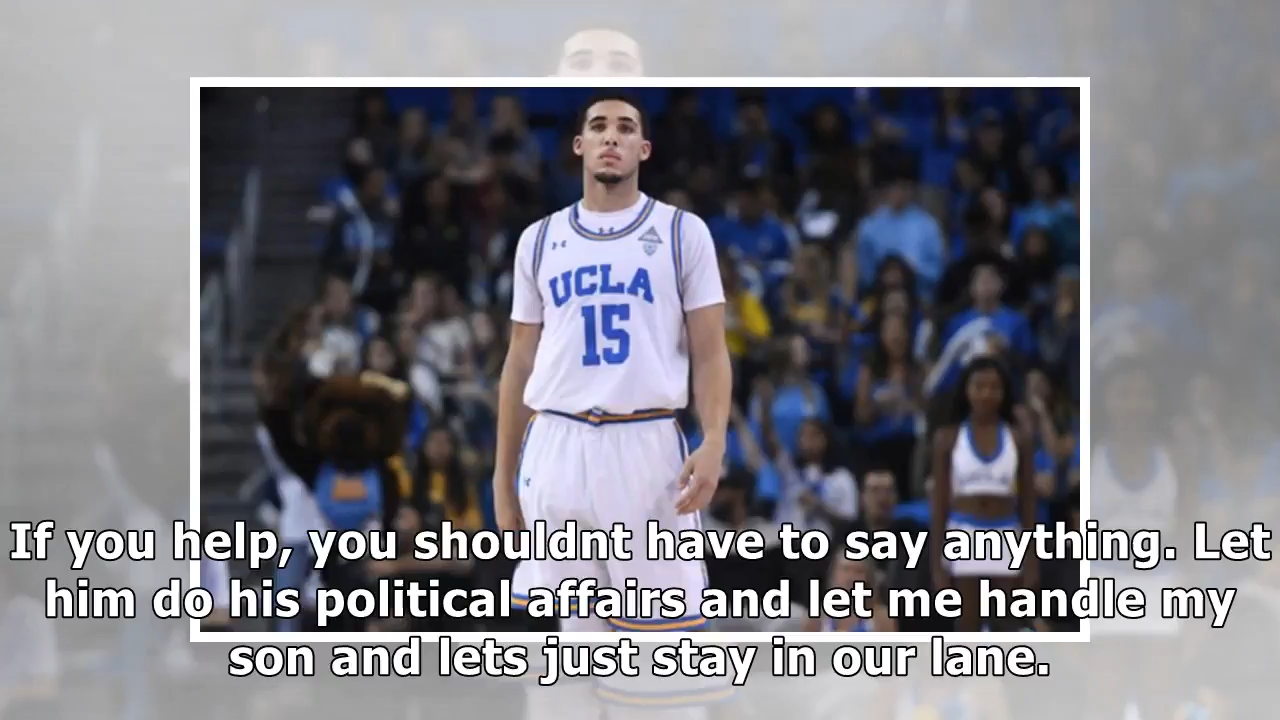 UCLA
15
If you help, you shouldnt have to say anything. Let
him do his political affairs and let me handle my
son and lets just stay in our lane.